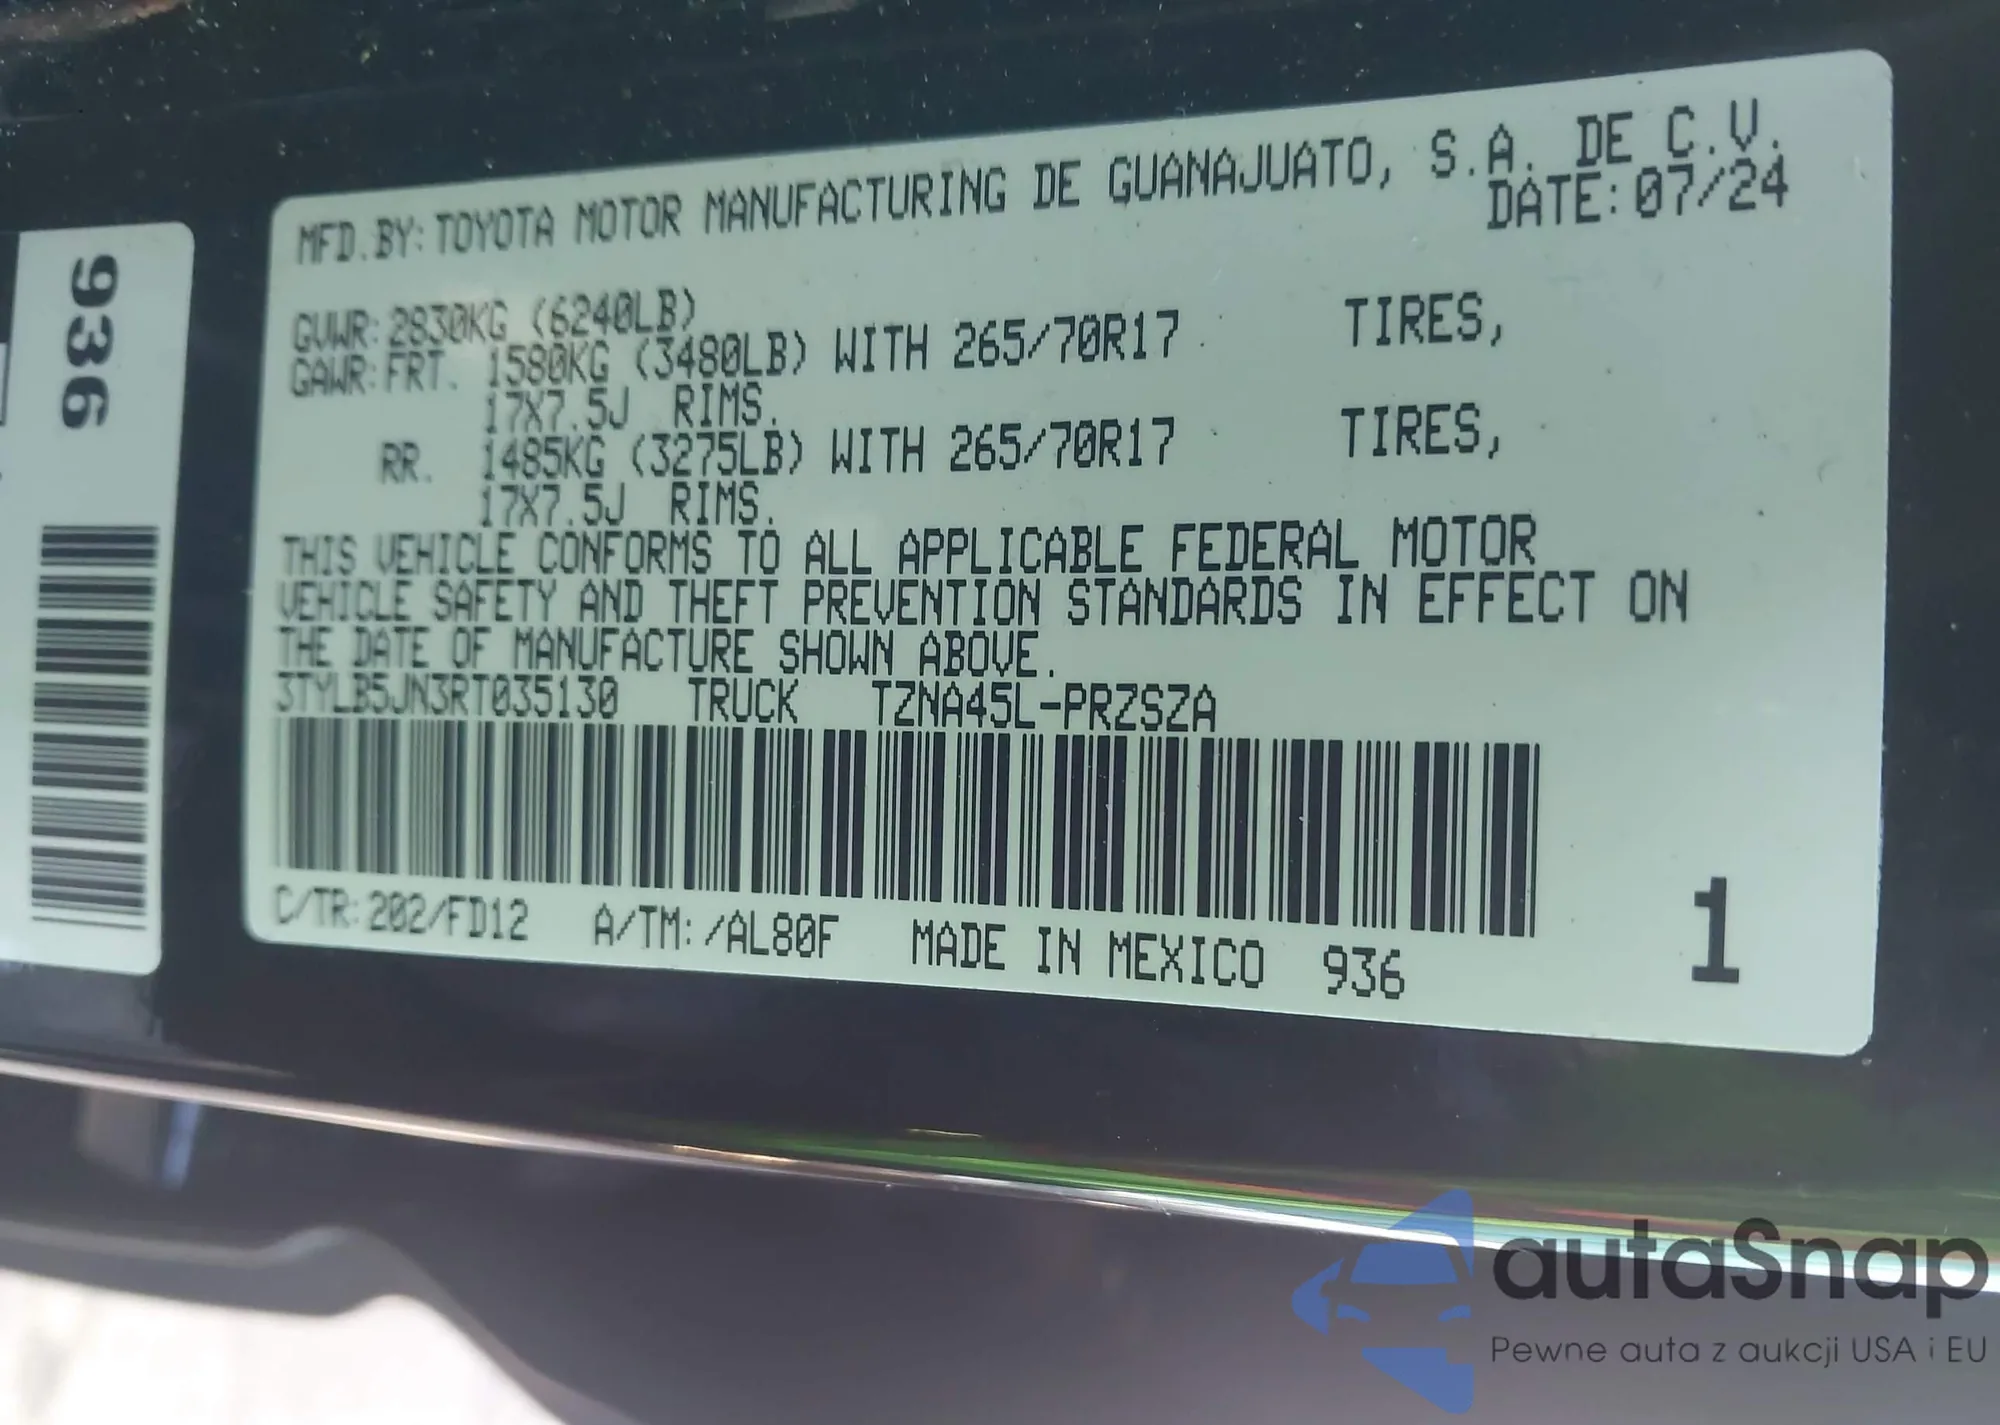 MFD.BY:TOYOTA MOTOR MANUFACTURING DE GUANAJUATO, S.A. DE C.V.
DATE:07/24
GVWR:2830KG (6240LB)
GAWR:FRT. 1580KG (3480LB) WITH 265/70R17 TIRES,
17X7.5J RIMS.
RR. 1485KG (3275LB) WITH 265/70R17 TIRES,
17X7.5J RIMS.
THIS VEHICLE CONFORMS TO ALL APPLICABLE FEDERAL MOTOR
VEHICLE SAFETY AND THEFT PREVENTION STANDARDS IN EFFECT ON
THE DATE OF MANUFACTURE SHOWN ABOVE.
3TYLB5JN3RT035130 TRUCK TZNA45L-PRZSZA
C/TR:202/FD12 A/TM:/AL80F MADE IN MEXICO 936
1
936
autaSnap
Pewne auta z aukcji USA i EU